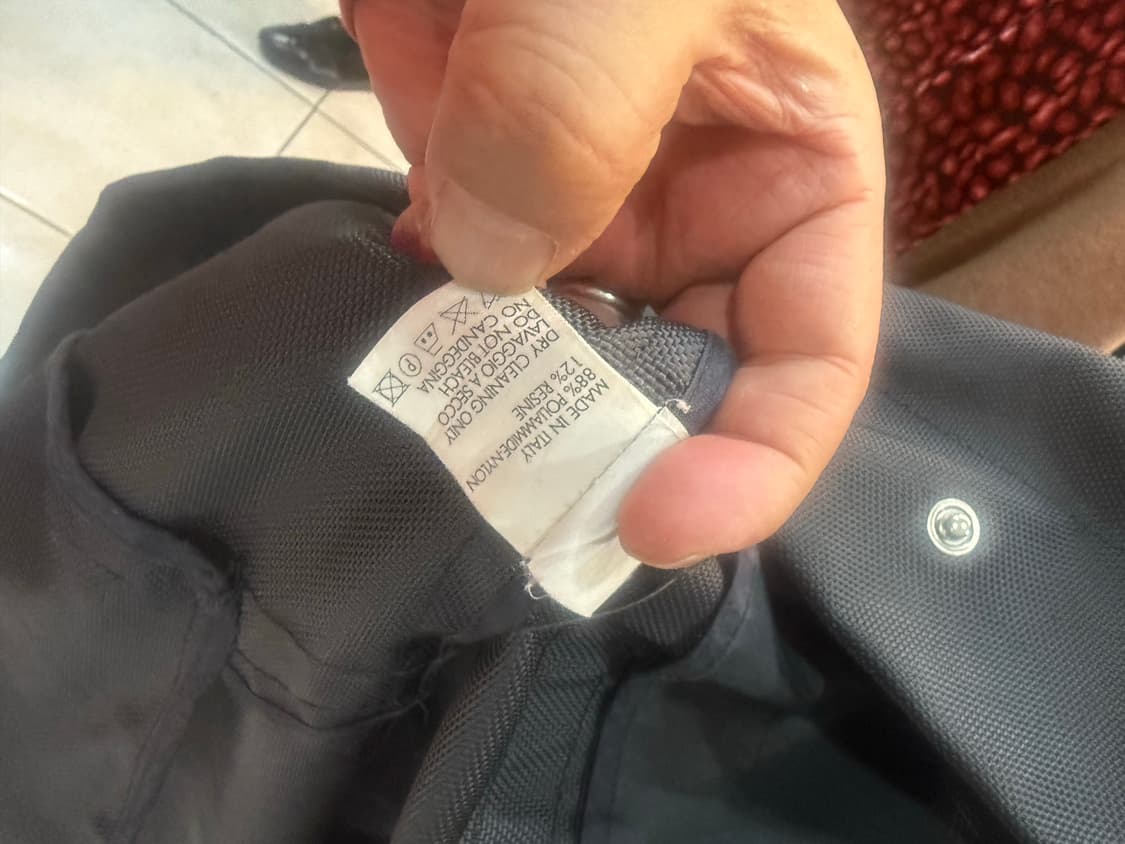 NO CANDEGGINA
DO NOT BLEACH
LAVAGGIO A SECCO
DRY CLEANING ONLY
12% RESINE
88% POLIAMMIDE-NYLON
MADE IN ITALY